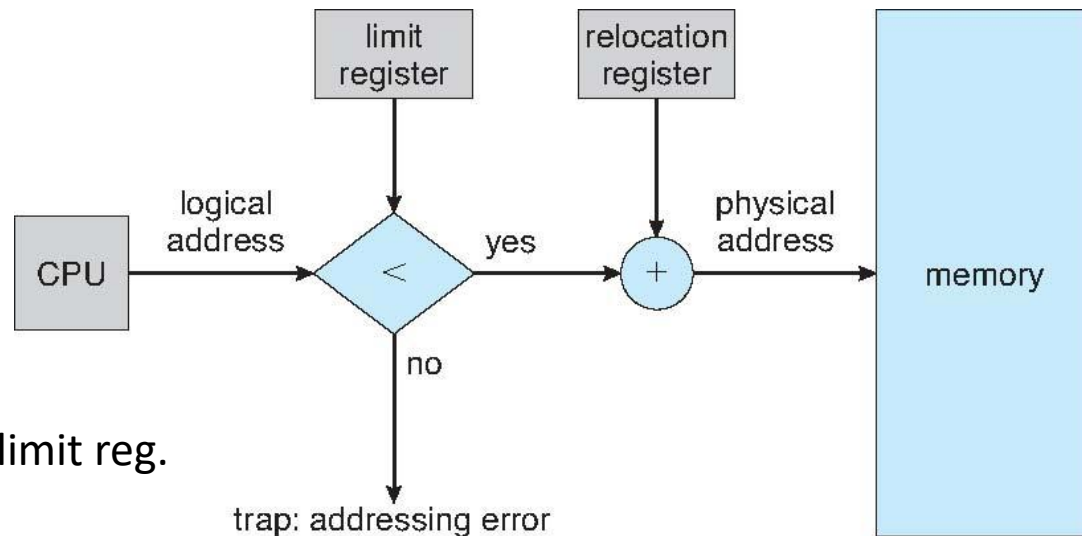 limit
register
relocation
register
logical
address
yes
physical
address
CPU
<
+
memory
no
limit reg.
trap: addressing error